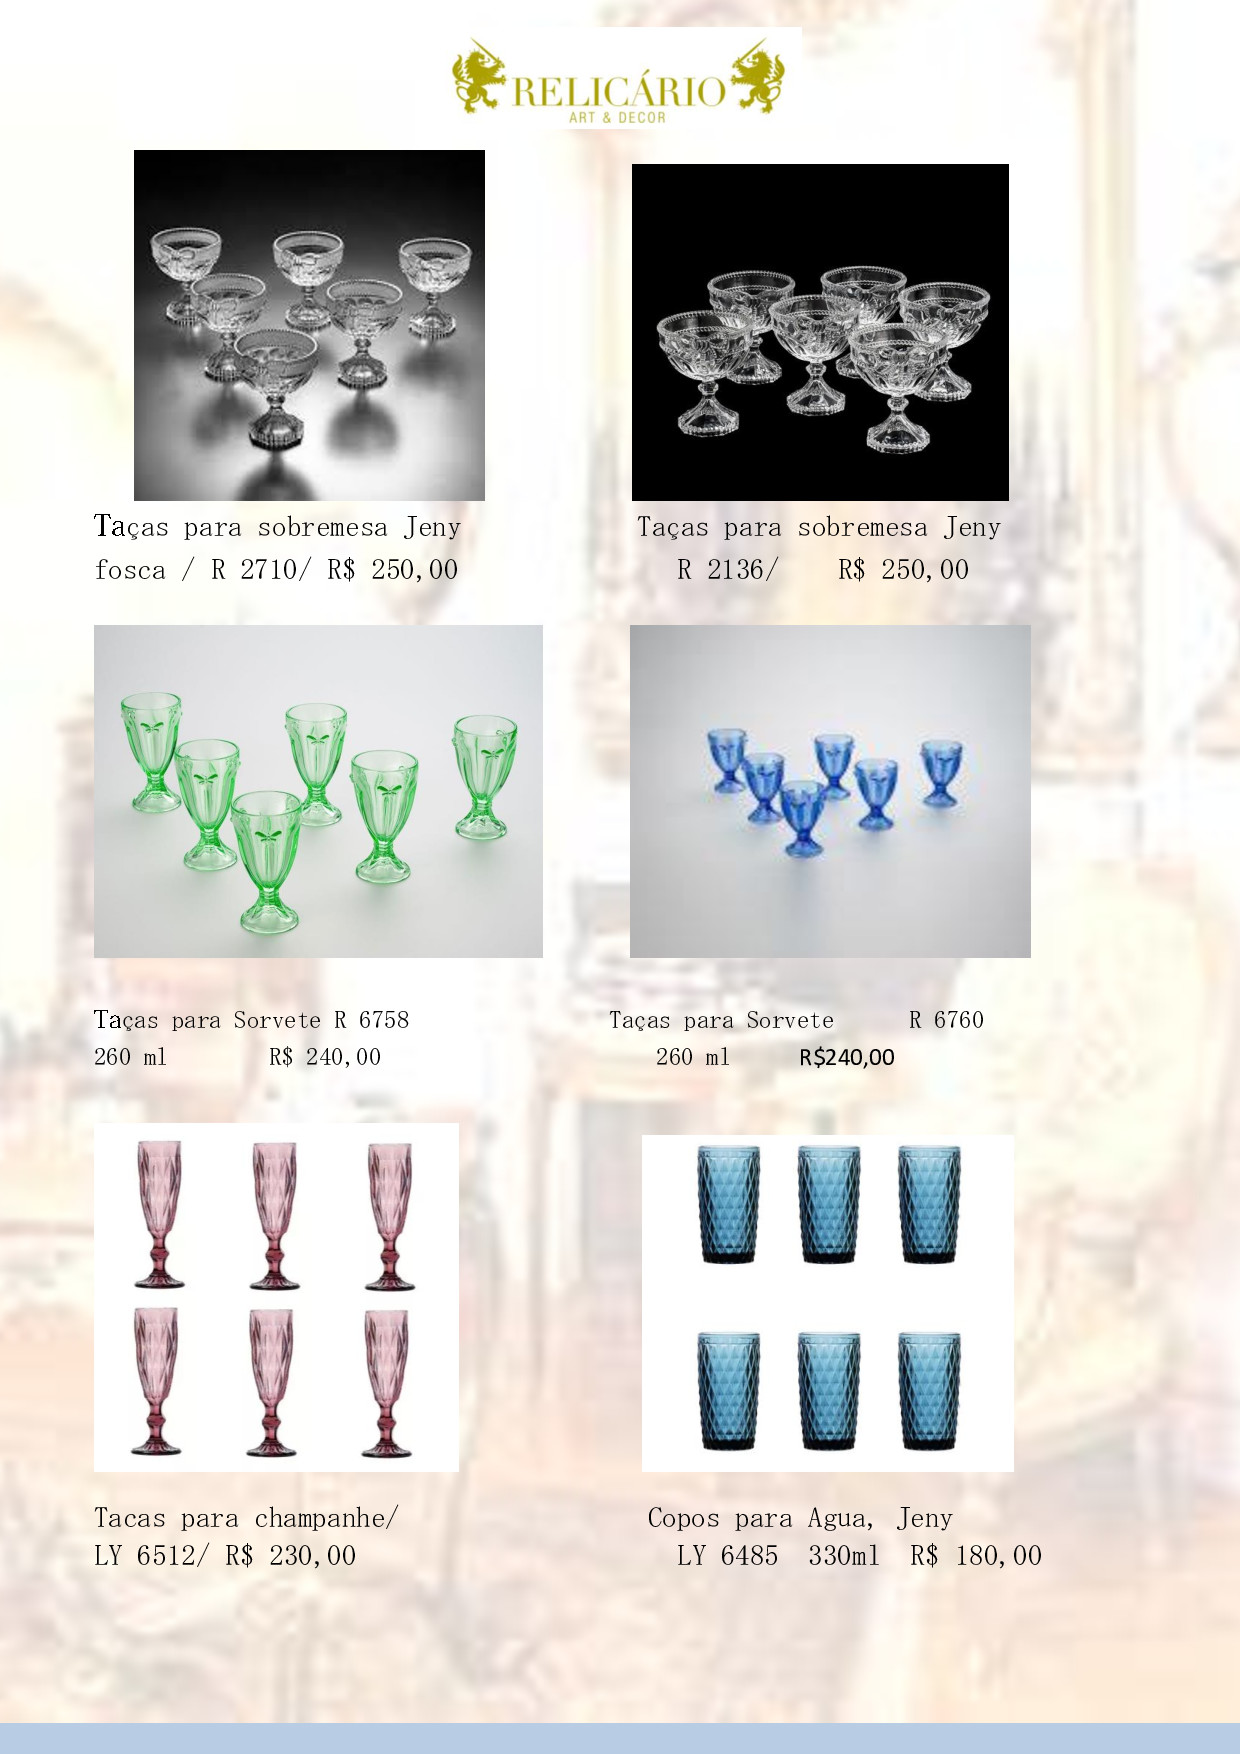 RELICÁRIO
ART & DECOR
Taças para sobremesa Jeny
fosca / R 2710/ R$ 250,00
Taças para sobremesa Jeny
R 2136/ R$ 250,00
Taças para Sorvete R 6758
260 ml R$ 240,00
Taças para Sorvete R 6760
260 ml R$240,00
Tacas para champanhe/
LY 6512/ R$ 230,00
Copos para Agua, Jeny
LY 6485 330ml R$ 180,00